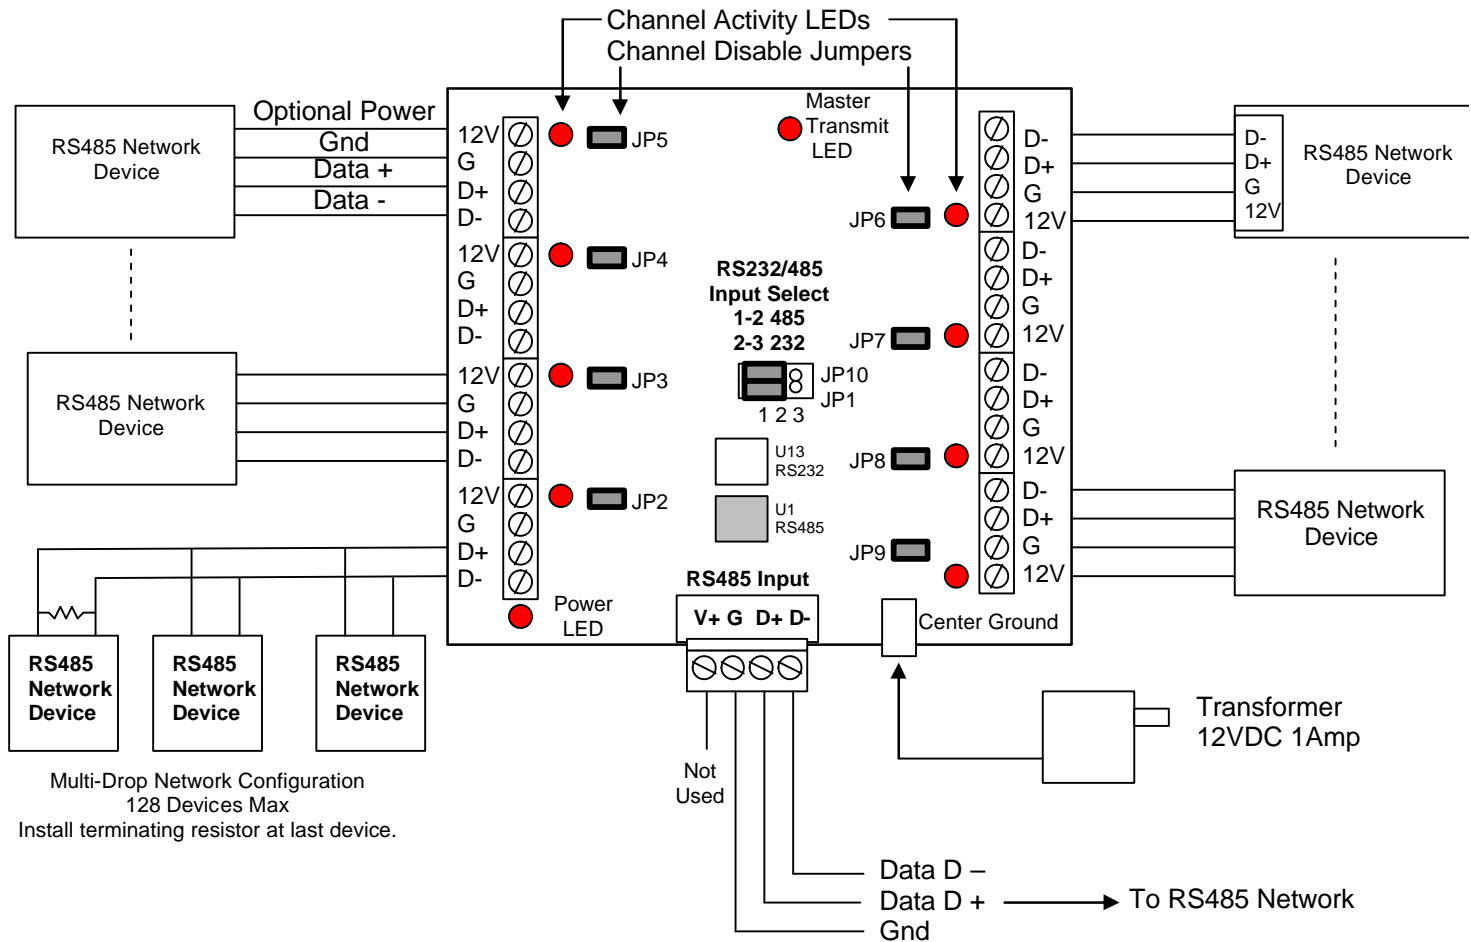 Channel Activity LEDs
Channel Disable Jumpers
RS485 Network
Device
Optional Power
Gnd
Data +
Data -
12V
G
D+
D-
JP5
Master
Transmit
LED
D-
D+
G
12V
JP6
D-
D+
G
12V
RS485 Network
Device
12V
G
D+
D-
JP4
RS232/485
Input Select
1-2 485
2-3 232
JP10
JP1
1 2 3
D-
D+
G
12V
JP7
RS485 Network
Device
12V
G
D+
D-
JP3
U13
RS232
U1
RS485
D-
D+
G
12V
JP8
12V
G
D+
D-
JP2
D-
D+
G
12V
JP9
RS485 Network
Device
RS485 Input
V+ G D+ D-
Power
LED
Center Ground
RS485
Network
Device
RS485
Network
Device
RS485
Network
Device
Multi-Drop Network Configuration
128 Devices Max
Install terminating resistor at last device.
Not
Used
Transformer
12VDC 1Amp
Data D –
Data D +
Gnd
To RS485 Network